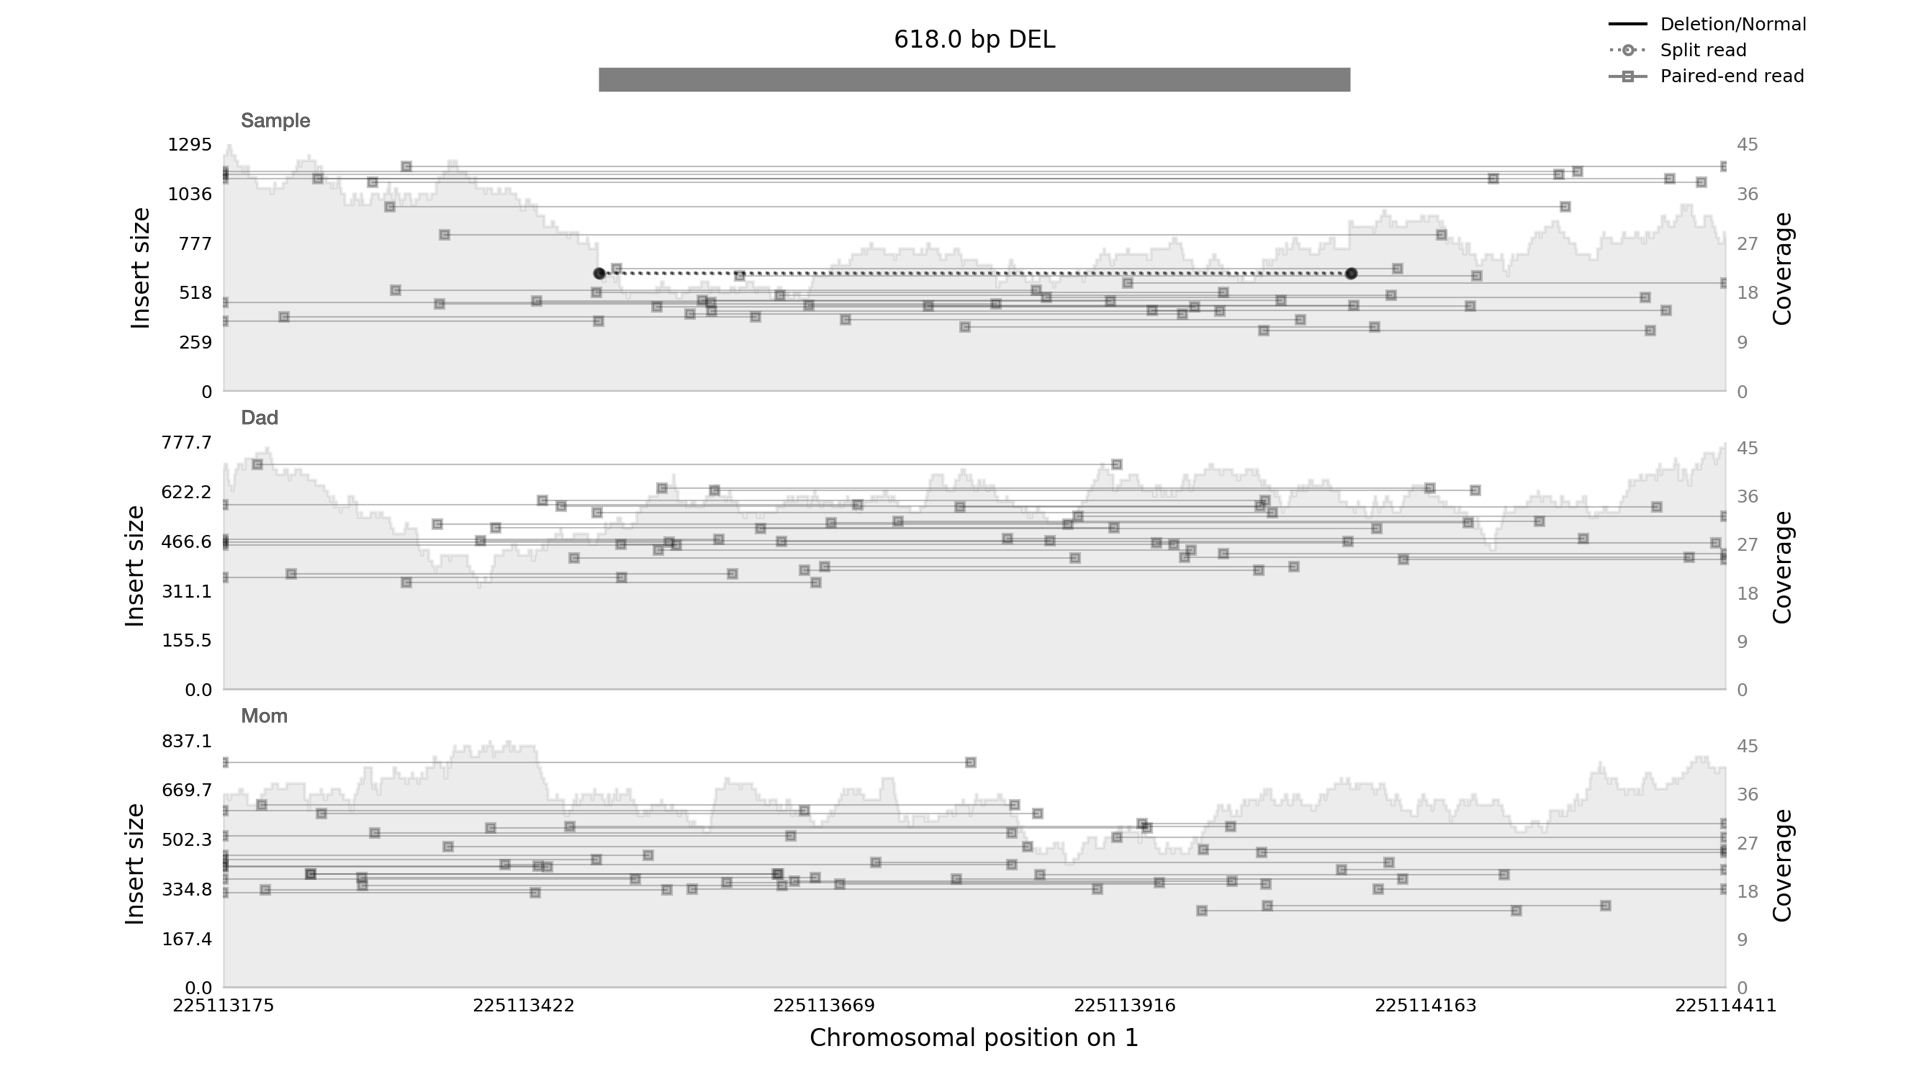 618.0 bp DEL
Deletion/Normal
Split read
Paired-end read
Sample
1295
1036
777
518
259
0
Insert size
45
36
27
18
9
0
Coverage
Dad
777.7
622.2
466.6
311.1
155.5
0.0
Insert size
45
36
27
18
9
0
Coverage
Mom
837.1
669.7
502.3
334.8
167.4
0.0
Insert size
45
36
27
18
9
0
Coverage
225113175 225113422 225113669 225113916 225114163 225114411
Chromosomal position on 1